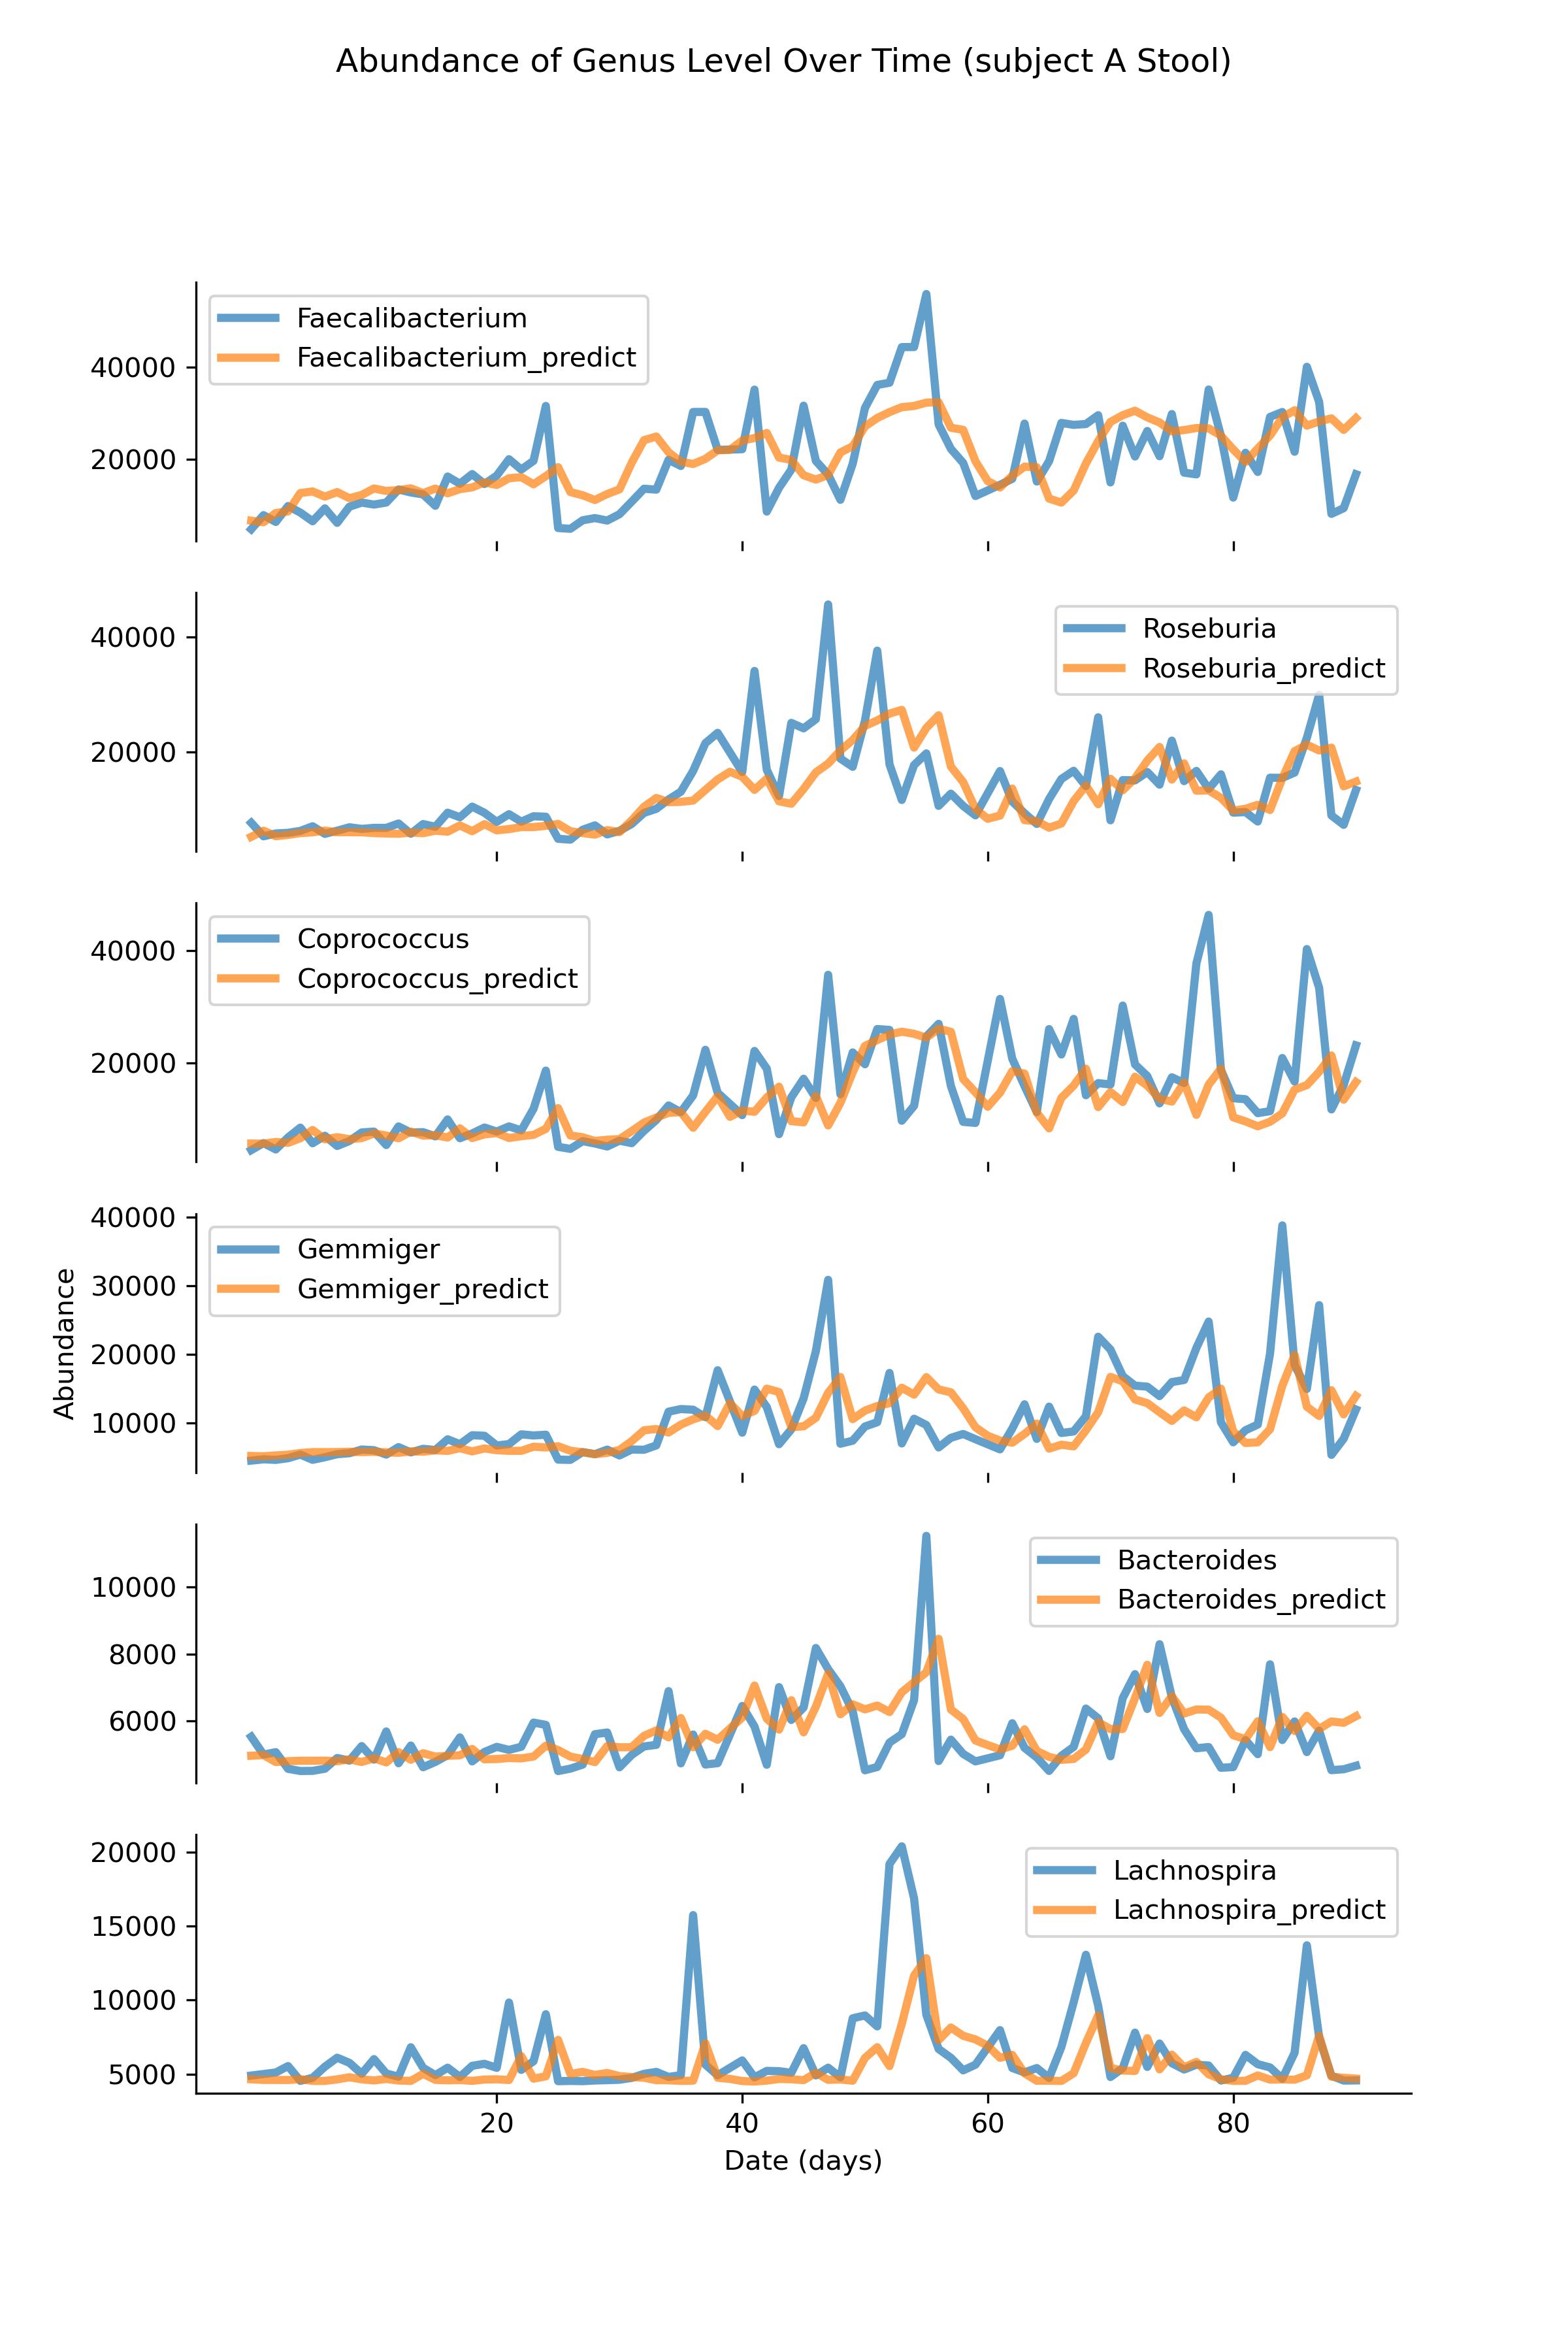 Abundance of Genus Level Over Time (subject A Stool)
Faecalibacterium
Faecalibacterium_predict
40000
20000
Roseburia
Roseburia_predict
40000
20000
Coprococcus
Coprococcus_predict
40000
20000
Gemmiger
Gemmiger_predict
40000
30000
20000
10000
Abundance
Bacteroides
Bacteroides_predict
10000
8000
6000
Lachnospira
Lachnospira_predict
20000
15000
10000
5000
20 40 60 80
Date (days)